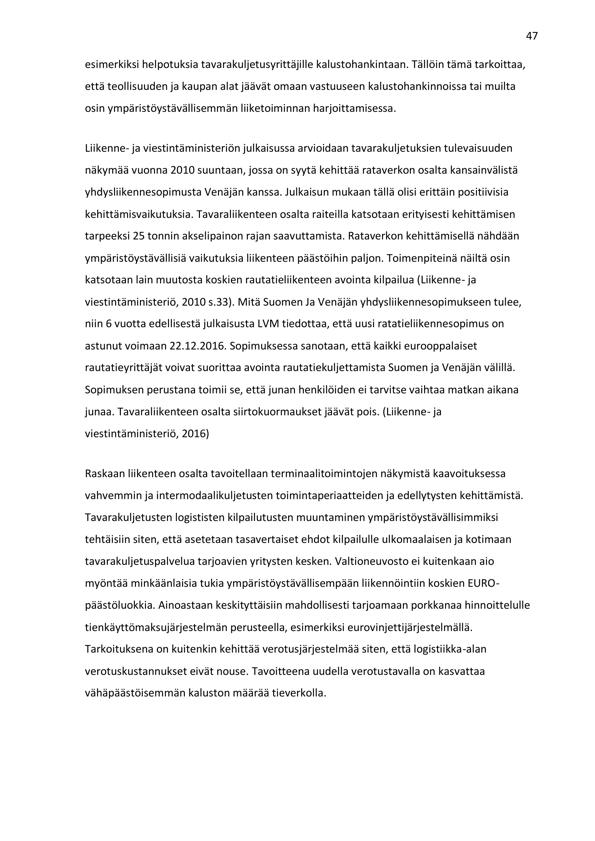 47
esimerkiksi helpotuksia tavarakuljetusyrittäjille kalustohankintaan. Tällöin tämä tarkoittaa,
että teollisuuden ja kaupan alat jäävät omaan vastuuseen kalustohankinnoissa tai muilta
osin ympäristöystävällisemmän liiketoiminnan harjoittamisessa.
Liikenne- ja viestintäministeriön julkaisussa arvioidaan tavarakuljetuksien tulevaisuuden
näkymää vuonna 2010 suuntaan, jossa on syytä kehittää rataverkon osalta kansainvälistä
yhdysliikennesopimusta Venäjän kanssa. Julkaisun mukaan tällä olisi erittäin positiivisia
kehittämisvaikutuksia. Tavaraliikenteen osalta raiteilla katsotaan erityisesti kehittämisen
tarpeeksi 25 tonnin akselipainon rajan saavuttamista. Rataverkon kehittämisellä nähdään
ympäristöystävällisiä vaikutuksia liikenteen päästöihin paljon. Toimenpiteinä näiltä osin
katsotaan lain muutosta koskien rautatieliikenteen avointa kilpailua (Liikenne- ja
viestintäministeriö, 2010 s.33). Mitä Suomen Ja Venäjän yhdysliikennesopimukseen tulee,
niin 6 vuotta edellisestä julkaisusta LVM tiedottaa, että uusi ratatieliikennesopimus on
astunut voimaan 22.12.2016. Sopimuksessa sanotaan, että kaikki eurooppalaiset
rautatieyrittäjät voivat suorittaa avointa rautatiekuljettamista Suomen ja Venäjän välillä.
Sopimuksen perustana toimii se, että junan henkilöiden ei tarvitse vaihtaa matkan aikana
junaa. Tavaraliikenteen osalta siirtokuormaukset jäävät pois. (Liikenne- ja
viestintäministeriö, 2016)
Raskaan liikenteen osalta tavoitellaan terminaalitoimintojen näkymistä kaavoituksessa
vahvemmin ja intermodaalikuljetusten toimintaperiaatteiden ja edellytysten kehittämistä.
Tavarakuljetusten logististen kilpailutusten muuntaminen ympäristöystävällisimmiksi
tehtäisiin siten, että asetetaan tasavertaiset ehdot kilpailulle ulkomaalaisen ja kotimaan
tavarakuljetuspalvelua tarjoavien yritysten kesken. Valtioneuvosto ei kuitenkaan aio
myöntää minkäänlaisia tukia ympäristöystävällisempään liikennöintiin koskien EURO-
päästöluokkia. Ainoastaan keskityttäisiin mahdollisesti tarjoamaan porkkanaa hinnoittelulle
tienkäyttömaksujärjestelmän perusteella, esimerkiksi eurovinjettijärjestelmällä.
Tarkoituksena on kuitenkin kehittää verotusjärjestelmää siten, että logistiikka-alan
verotuskustannukset eivät nouse. Tavoitteena uudella verotustavalla on kasvattaa
vähäpäästöisemmän kaluston määrää tieverkolla.